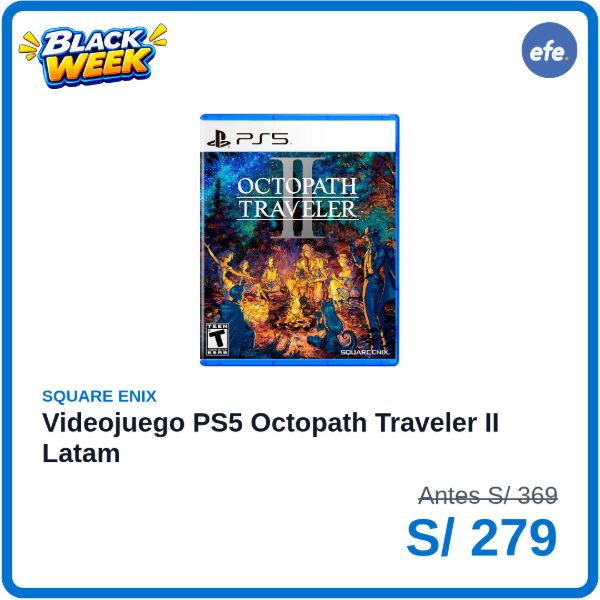 BLACK
WEEK
efe.
PS5
II
OCTOPATH
TRAVELER
TEEN
T
ESRB
SQUARE ENIX
SQUARE ENIX
Videojuego PS5 Octopath Traveler II
Latam
Antes S/ 369
S/ 279